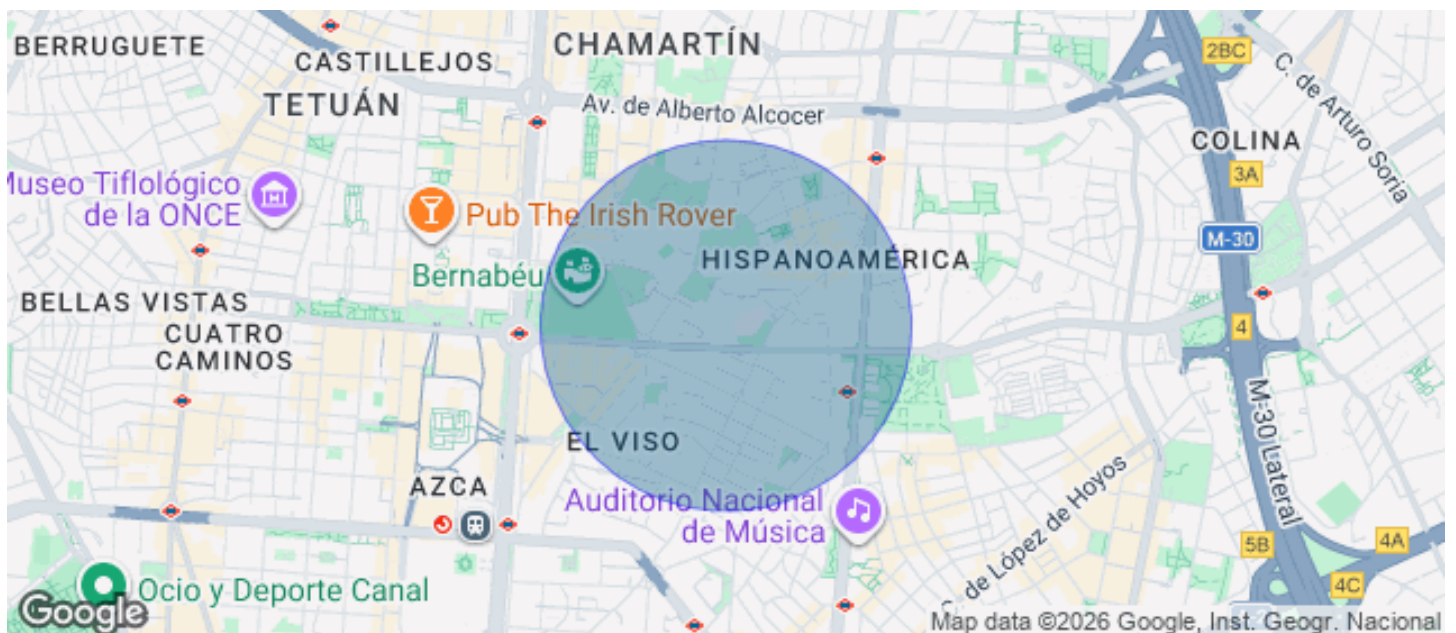 BERRUGUETE
CASTILLEJOS
CHAMARTÍN
2BC
C. de Arturo Soria
TETUÁN
Av. de Alberto Alcocer
COLINA
3A
Museo Tiflológico
de la ONCE
Pub The Irish Rover
M-30
HISPANOAMÉRICA
Bernabéu
BELLAS VISTAS
CUATRO
CAMINOS
4
M-30 Lateral
EL VISO
AZCA
Auditorio Nacional
de Música
C. de López de Hoyos
5B
4A
4C
Ocio y Deporte Canal
Google
Map data ©2026 Google, Inst. Geogr. Nacional